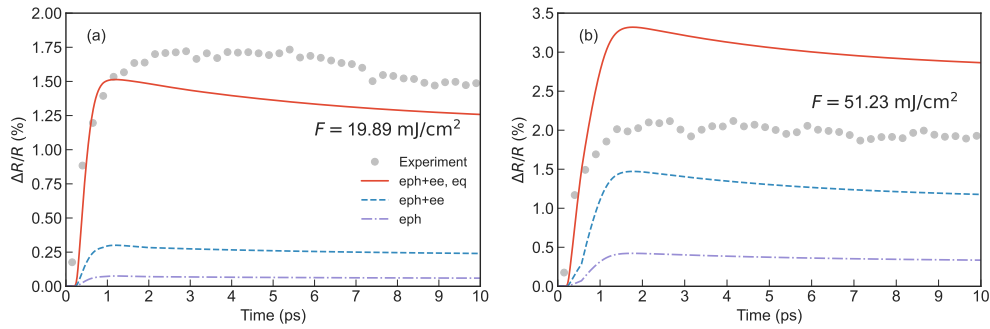 (a)
2.00
1.75
1.50
1.25
1.00
0.75
0.50
0.25
0.00
ΔR/R (%)
F = 19.89 mJ/cm²
Experiment
eph+ee, eq
eph+ee
eph
0 1 2 3 4 5 6 7 8 9 10
Time (ps)
(b)
3.5
3.0
2.5
2.0
1.5
1.0
0.5
0.0
ΔR/R (%)
F = 51.23 mJ/cm²
0 1 2 3 4 5 6 7 8 9 10
Time (ps)